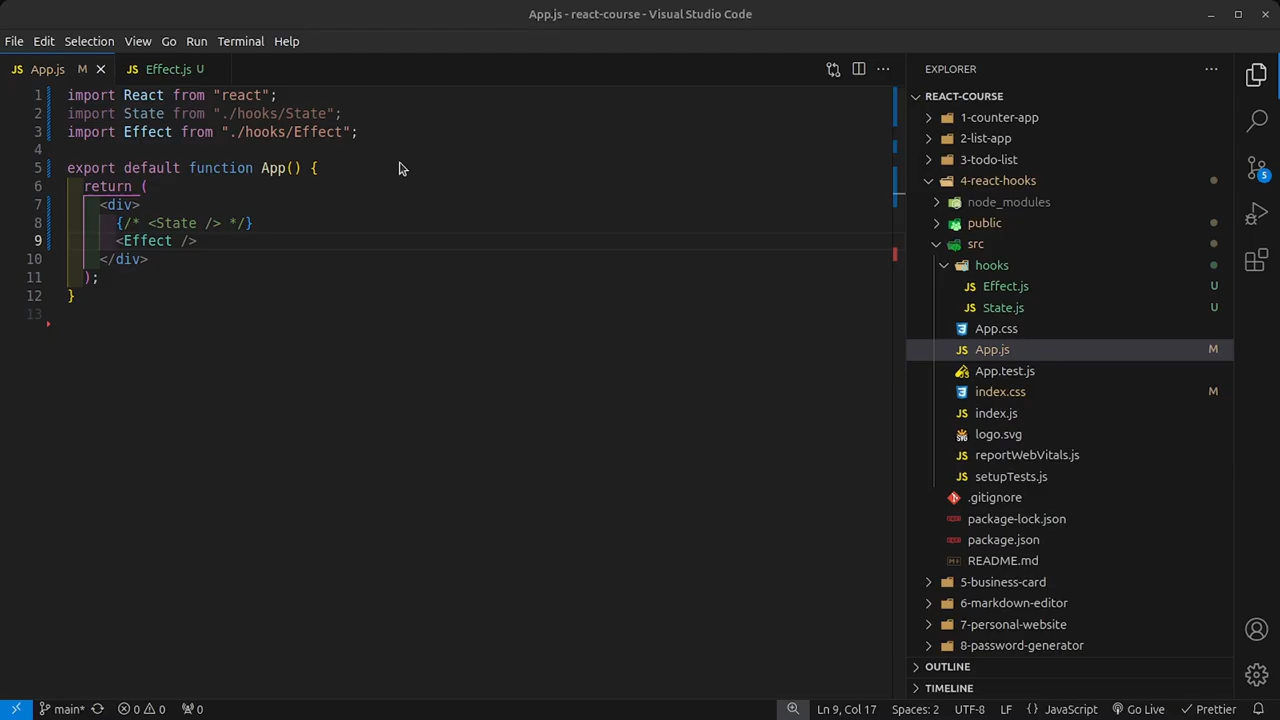 App.js - react-course - Visual Studio Code
File Edit Selection View Go Run Terminal Help
JS App.js M JS Effect.js U
1 import React from "react";
2 import State from "./hooks/State";
3 import Effect from "./hooks/Effect";
4
5 export default function App() {
6 return (
7 <div>
8 {/* <State /> */}
9 <Effect />
10 </div>
11 );
12 }
13
EXPLORER
REACT-COURSE
1-counter-app
2-list-app
3-todo-list
4-react-hooks
node_modules
public
src
hooks
JS Effect.js U
JS State.js U
App.css
JS App.js M
App.test.js
index.css M
JS index.js
SVG logo.svg
JS reportWebVitals.js
JS setupTests.js
.gitignore
package-lock.json
package.json
README.md
5-business-card
6-markdown-editor
7-personal-website
8-password-generator
OUTLINE
TIMELINE
5
main* 0 0 0 Ln 9, Col 17 Spaces: 2 UTF-8 LF {} JavaScript Go Live Prettier